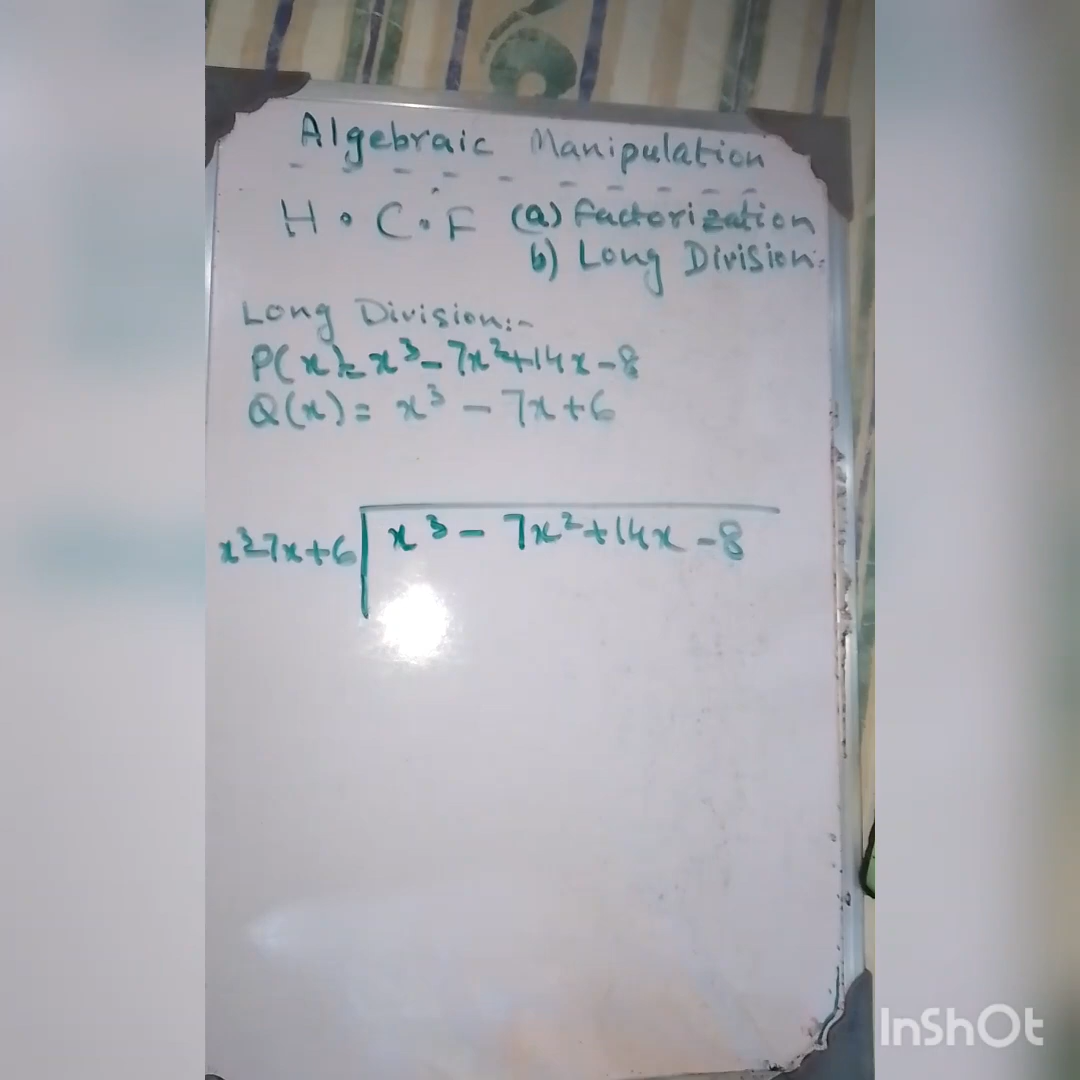 Algebraic Manipulation
H.C.F (a) Factorization
b) Long Division:
Long Division:-
P(x)= x³- 7x²+14x-8
Q(x)= x³ - 7x+6
x³-7x+6 x³- 7x²+14x -8
InShOt